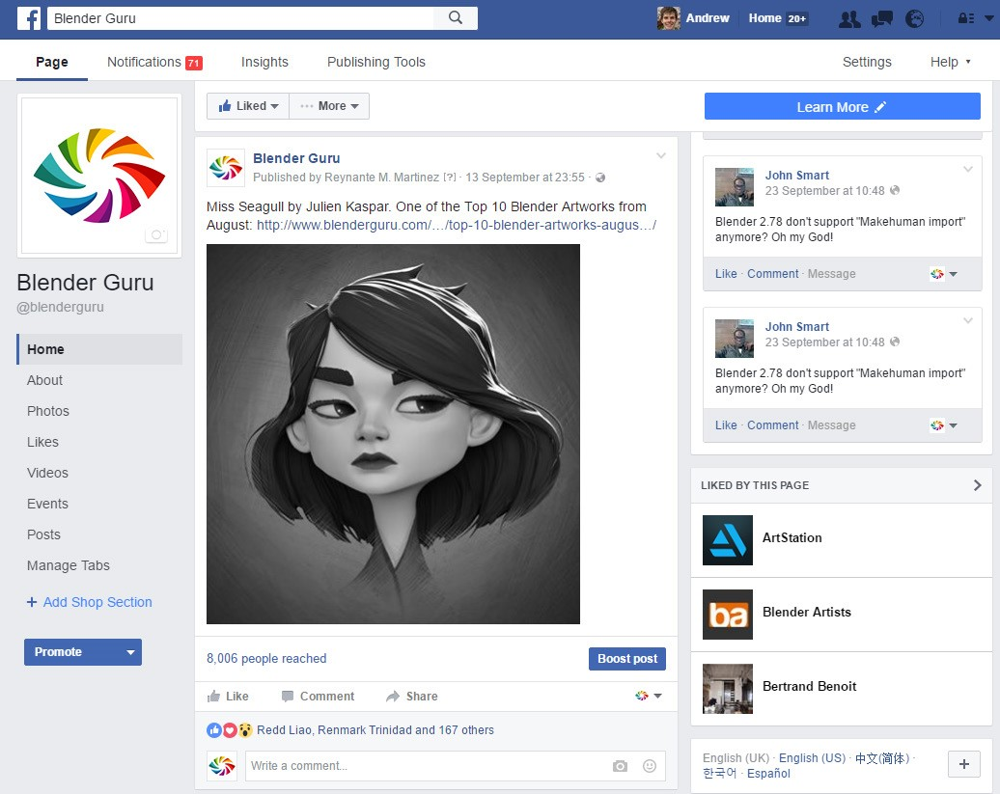 Blender Guru
Andrew
Home 20+
Page
Notifications 71
Insights
Publishing Tools
Settings
Help
Blender Guru
@blenderguru
Home
About
Photos
Likes
Videos
Events
Posts
Manage Tabs
+ Add Shop Section
Promote
Liked
··· More
Learn More
Blender Guru
Published by Reynante M. Martinez [?] · 13 September at 23:55 ·
Miss Seagull by Julien Kaspar. One of the Top 10 Blender Artworks from
August: http://www.blenderguru.com/…/top-10-blender-artworks-augus…/
8,006 people reached
Boost post
Like
Comment
Share
Redd Liao, Renmark Trinidad and 167 others
Write a comment...
John Smart
23 September at 10:48
Blender 2.78 don't support "Makehuman import"
anymore? Oh my God!
Like · Comment · Message
John Smart
23 September at 10:48
Blender 2.78 don't support "Makehuman import"
anymore? Oh my God!
Like · Comment · Message
LIKED BY THIS PAGE
ArtStation
ba
Blender Artists
Bertrand Benoit
English (UK) · English (US) · 中文(简体) ·
한국어 · Español
+